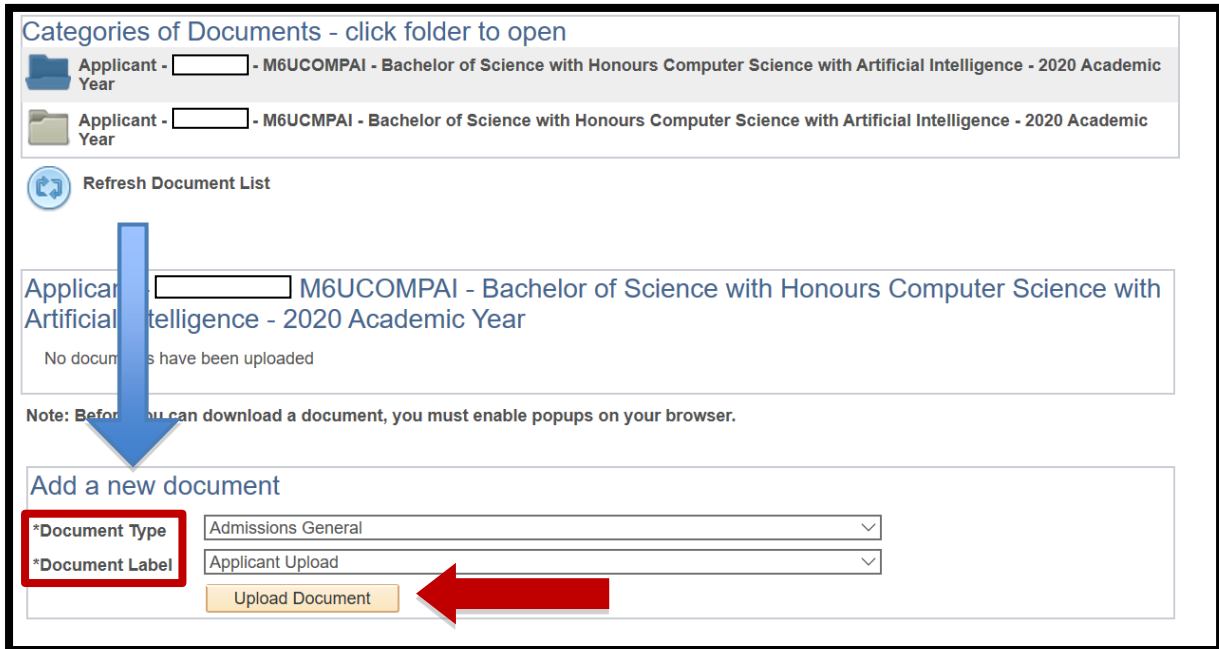 Categories of Documents - click folder to open
Applicant - - M6UCOMPAI - Bachelor of Science with Honours Computer Science with Artificial Intelligence - 2020 Academic
Year
Applicant - - M6UCMPAI - Bachelor of Science with Honours Computer Science with Artificial Intelligence - 2020 Academic
Year
Refresh Document List
Applicant - M6UCOMPAI - Bachelor of Science with Honours Computer Science with
Artificial Intelligence - 2020 Academic Year
No documents have been uploaded
Note: Before you can download a document, you must enable popups on your browser.
Add a new document
*Document Type Admissions General
*Document Label Applicant Upload
Upload Document